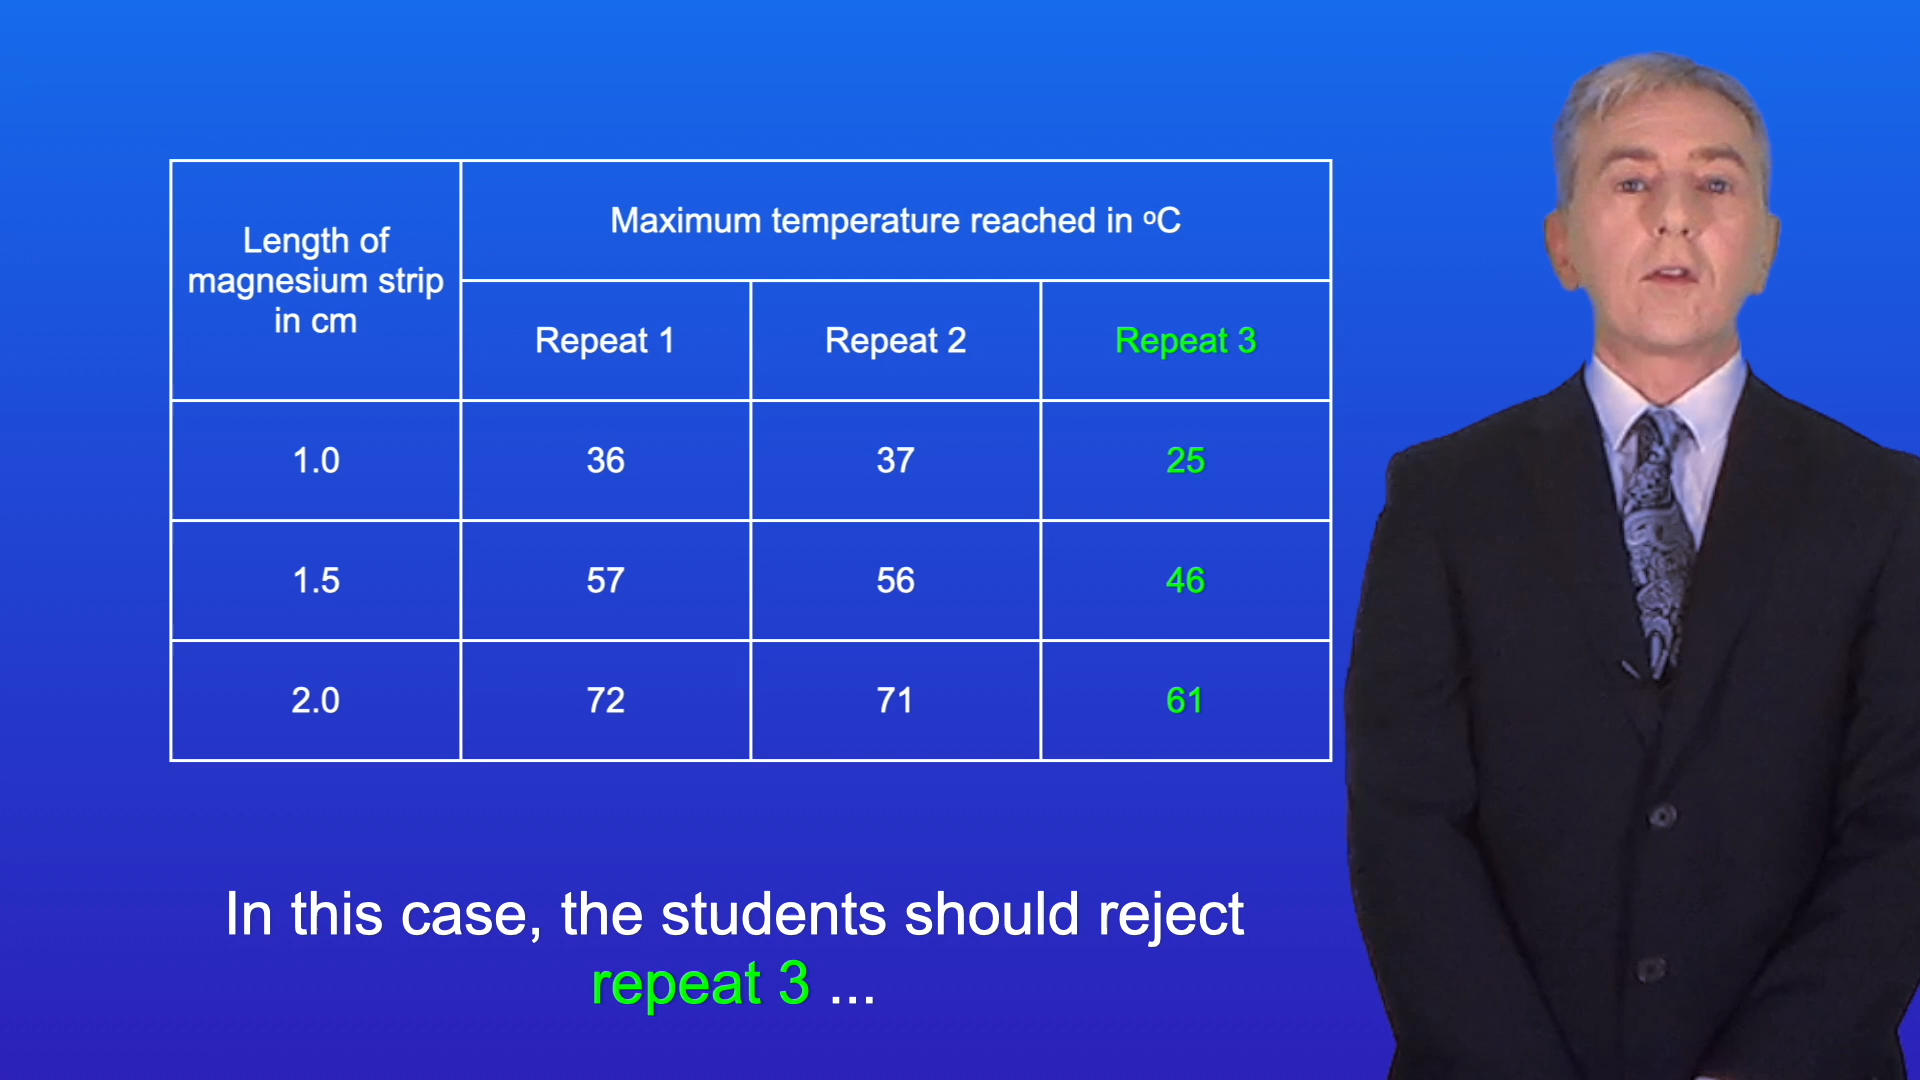 Length of
magnesium strip
in cm
Maximum temperature reached in ºC
Repeat 1
Repeat 2
Repeat 3
1.0
36
37
25
1.5
57
56
46
2.0
72
71
61
In this case, the students should reject
repeat 3 ...